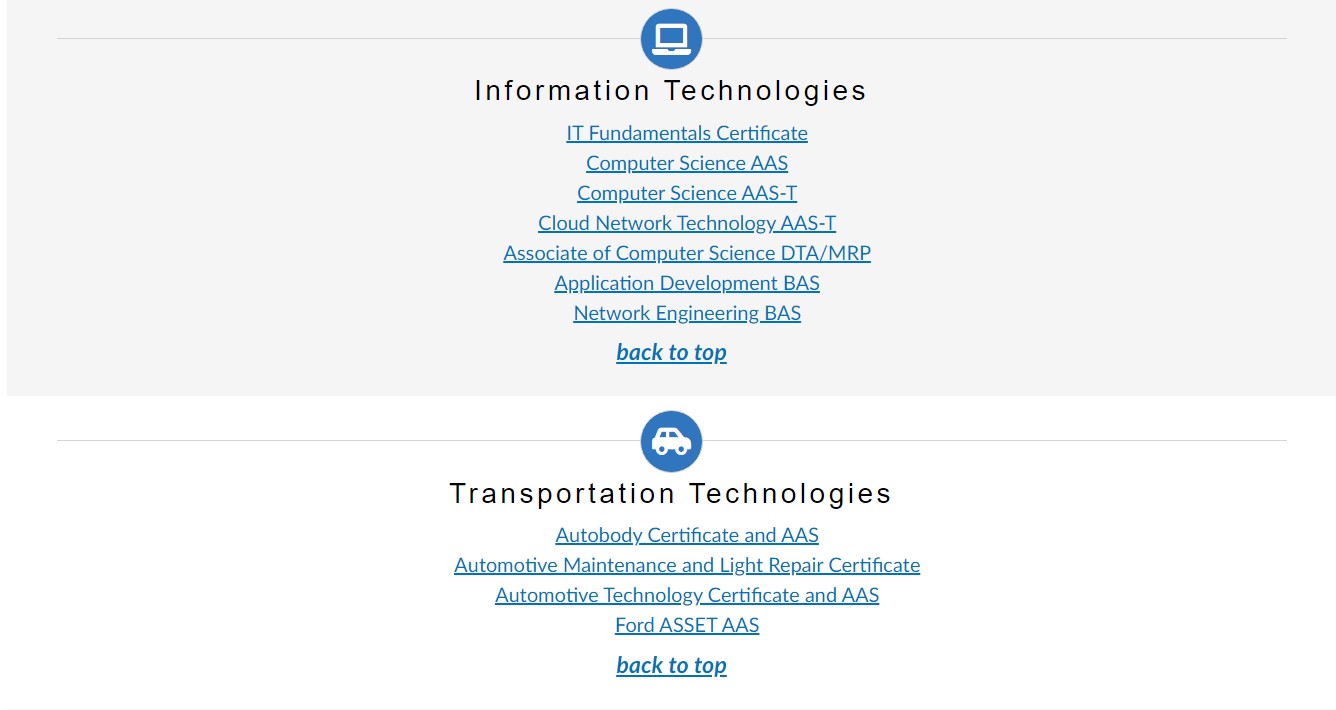 Information Technologies
IT Fundamentals Certificate
Computer Science AAS
Computer Science AAS-T
Cloud Network Technology AAS-T
Associate of Computer Science DTA/MRP
Application Development BAS
Network Engineering BAS
back to top
Transportation Technologies
Autobody Certificate and AAS
Automotive Maintenance and Light Repair Certificate
Automotive Technology Certificate and AAS
Ford ASSET AAS
back to top